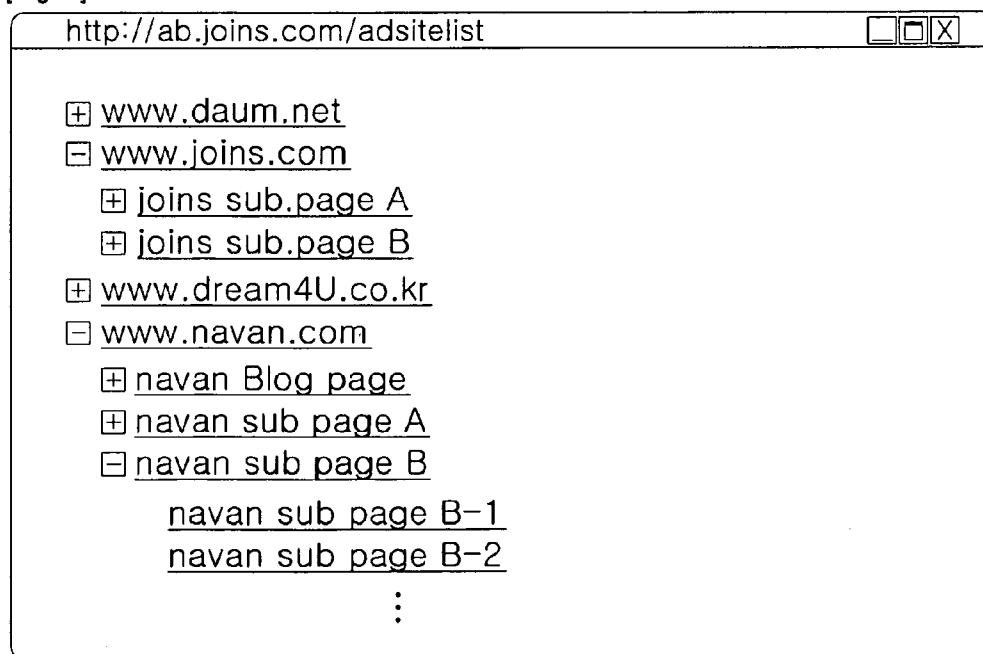 http://ab.joins.com/adsitelist
www.daum.net
www.joins.com
joins sub.page A
joins sub.page B
www.dream4U.co.kr
www.navan.com
navan Blog page
navan sub page A
navan sub page B
navan sub page B-1
navan sub page B-2